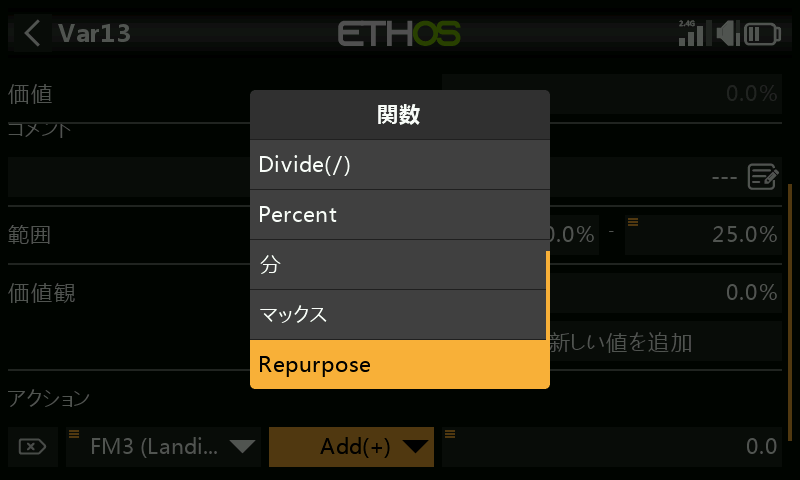 Var13
ETHOS
2.4G
価値
0.0%
コメント
---
範囲
0.0%
-
25.0%
価値観
0.0%
新しい値を追加
アクション
FM3 (Landi...
Add(+)
0.0
関数
Divide(/)
Percent
分
マックス
Repurpose